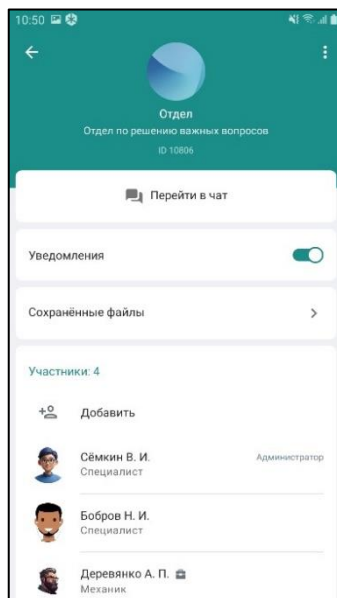 10:50
Отдел
Отдел по решению важных вопросов
ID 10806
Перейти в чат
Уведомления
Сохранённые файлы
Участники: 4
Добавить
Сёмкин В. И.
Администратор
Специалист
Бобров Н. И.
Специалист
Деревянко А. П.
Механик